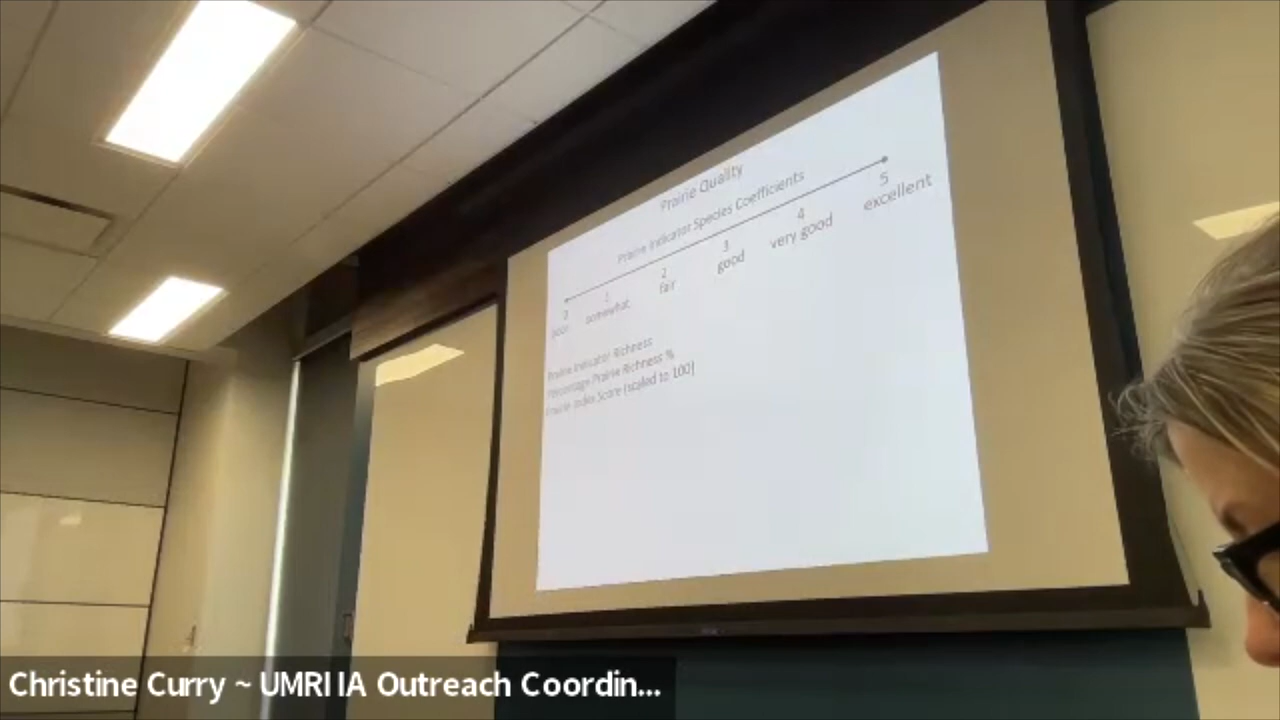 Prairie Quality
Prairie Indicator Species Coefficients
0 1 2 3 4 5
poor somewhat fair good very good excellent
Prairie Indicator Richness
Percentage Prairie Richness %
Prairie Index Score (scaled to 100)
Christine Curry ~ UMRI IA Outreach Coordin...